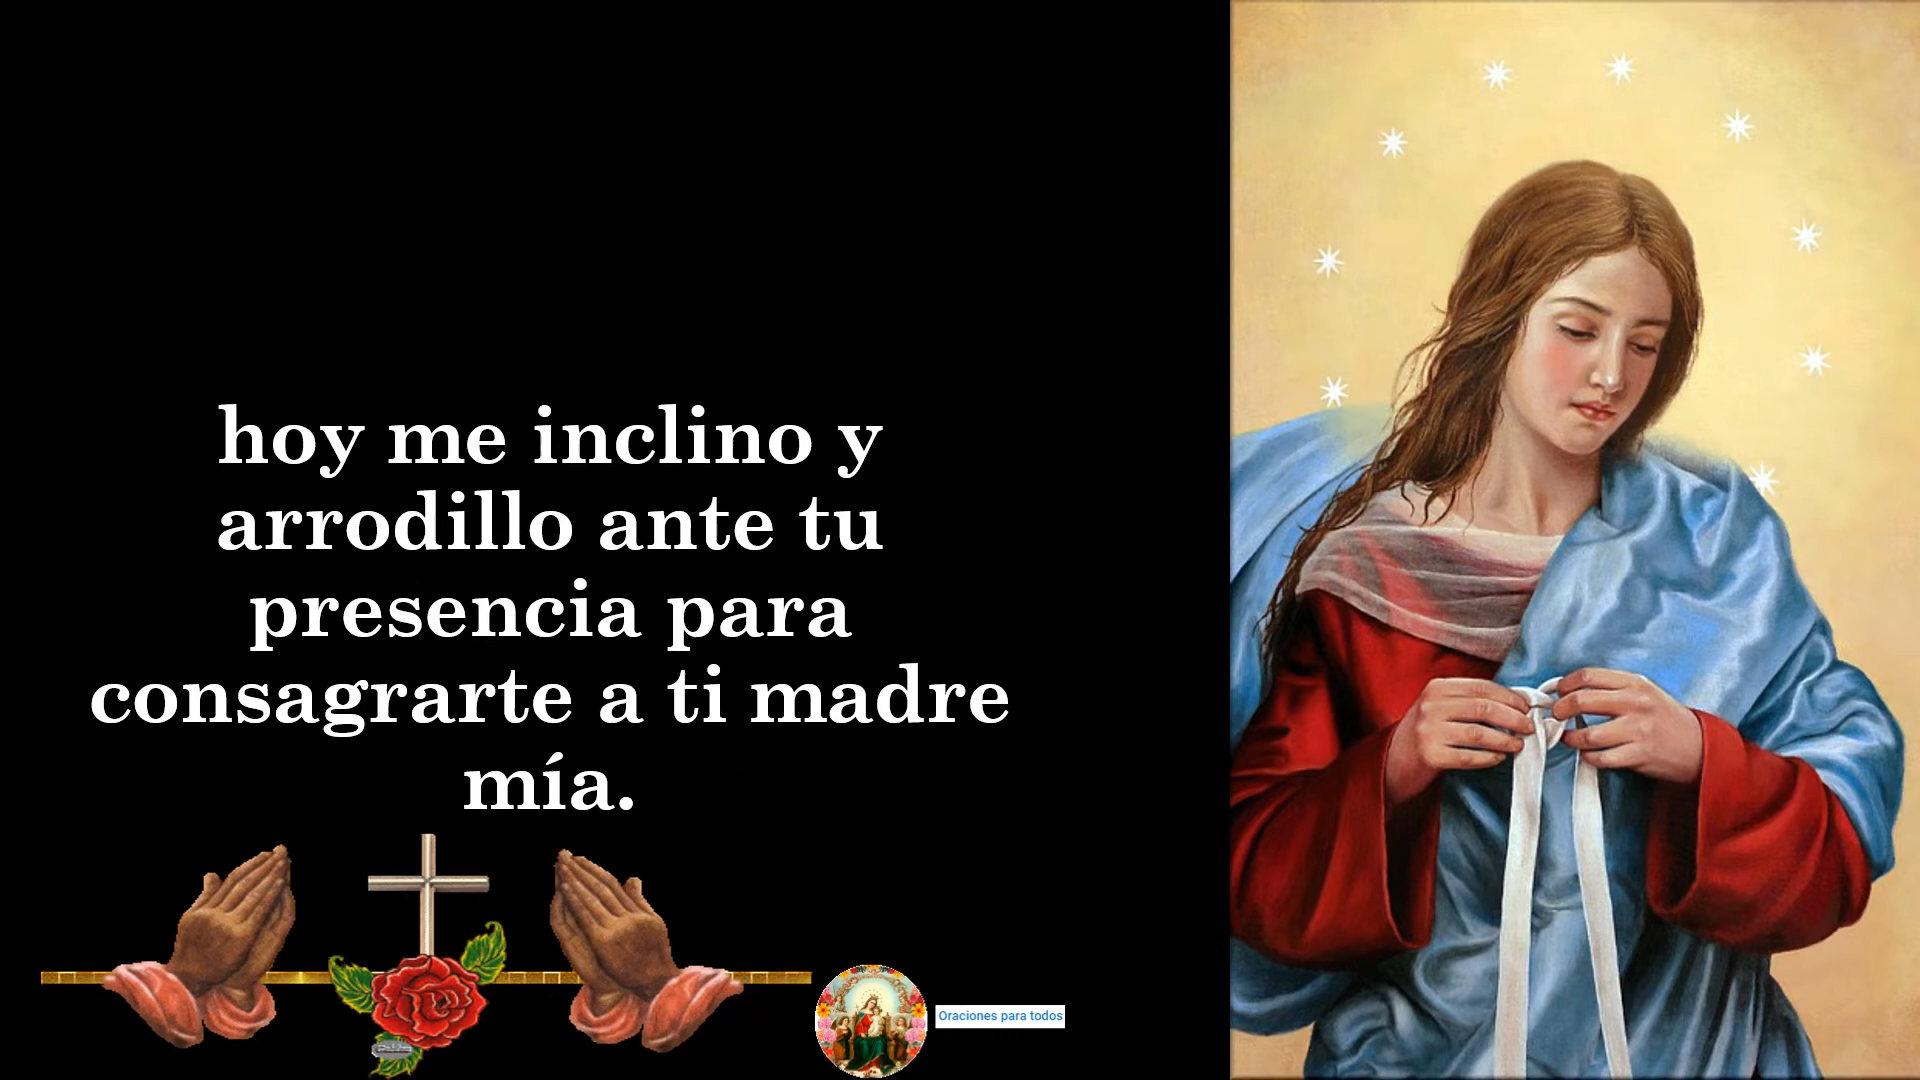 hoy me inclino y
arrodillo ante tu
presencia para
consagrarte a ti madre
mía.
Oraciones para todos